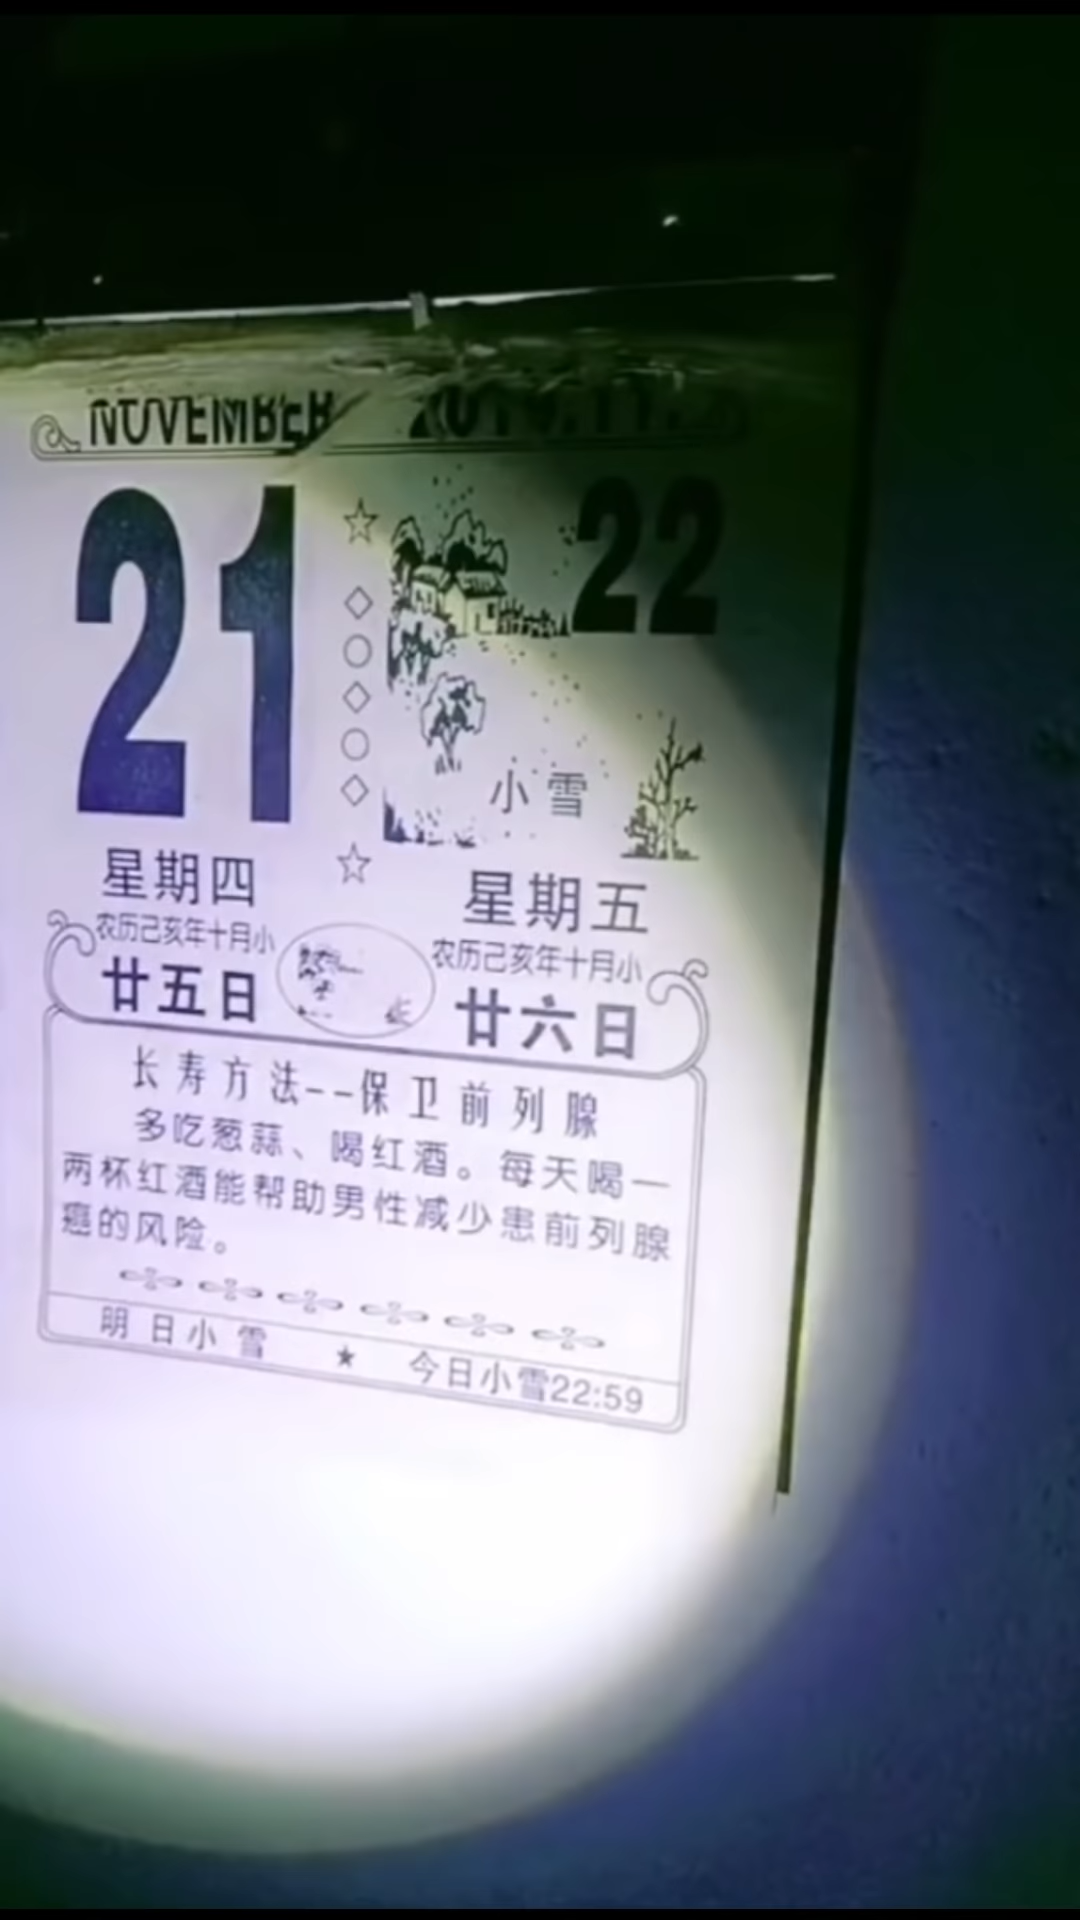 NOVEMBER 2019.11.
21
22
小雪
星期四
星期五
农历己亥年十月小
农历己亥年十月小
廿五日
廿六日
长寿方法--保卫前列腺
多吃葱蒜、喝红酒。每天喝一
两杯红酒能帮助男性减少患前列腺
癌的风险。
明日小雪 ★ 今日小雪22:59